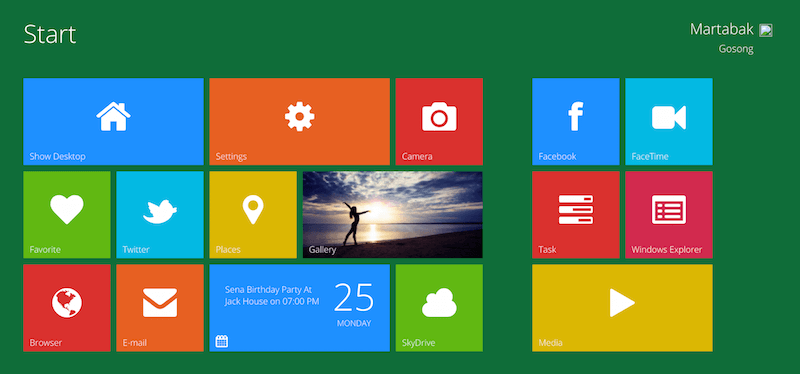 Start
Martabak
Gosong
Show Desktop
Settings
Camera
Facebook
FaceTime
Favorite
Twitter
Places
Gallery
Task
Windows Explorer
Browser
E-mail
Sena Birthday Party At
Jack House on 07:00 PM
25
MONDAY
SkyDrive
Media